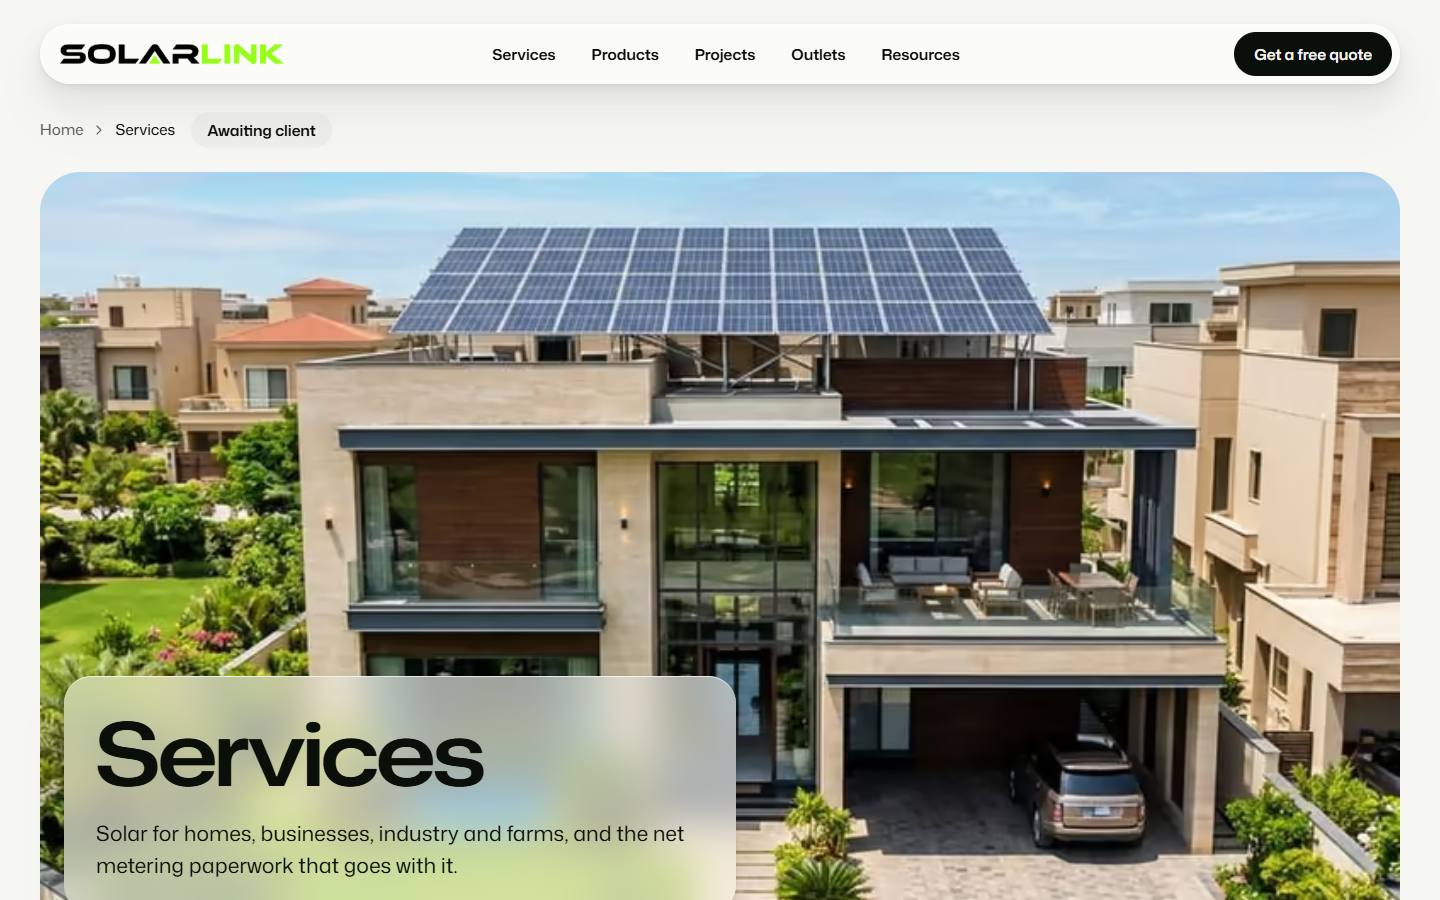 SOLARLINK
Services
Products
Projects
Outlets
Resources
Get a free quote
Home
Services
Awaiting client
Services
Solar for homes, businesses, industry and farms, and the net
metering paperwork that goes with it.